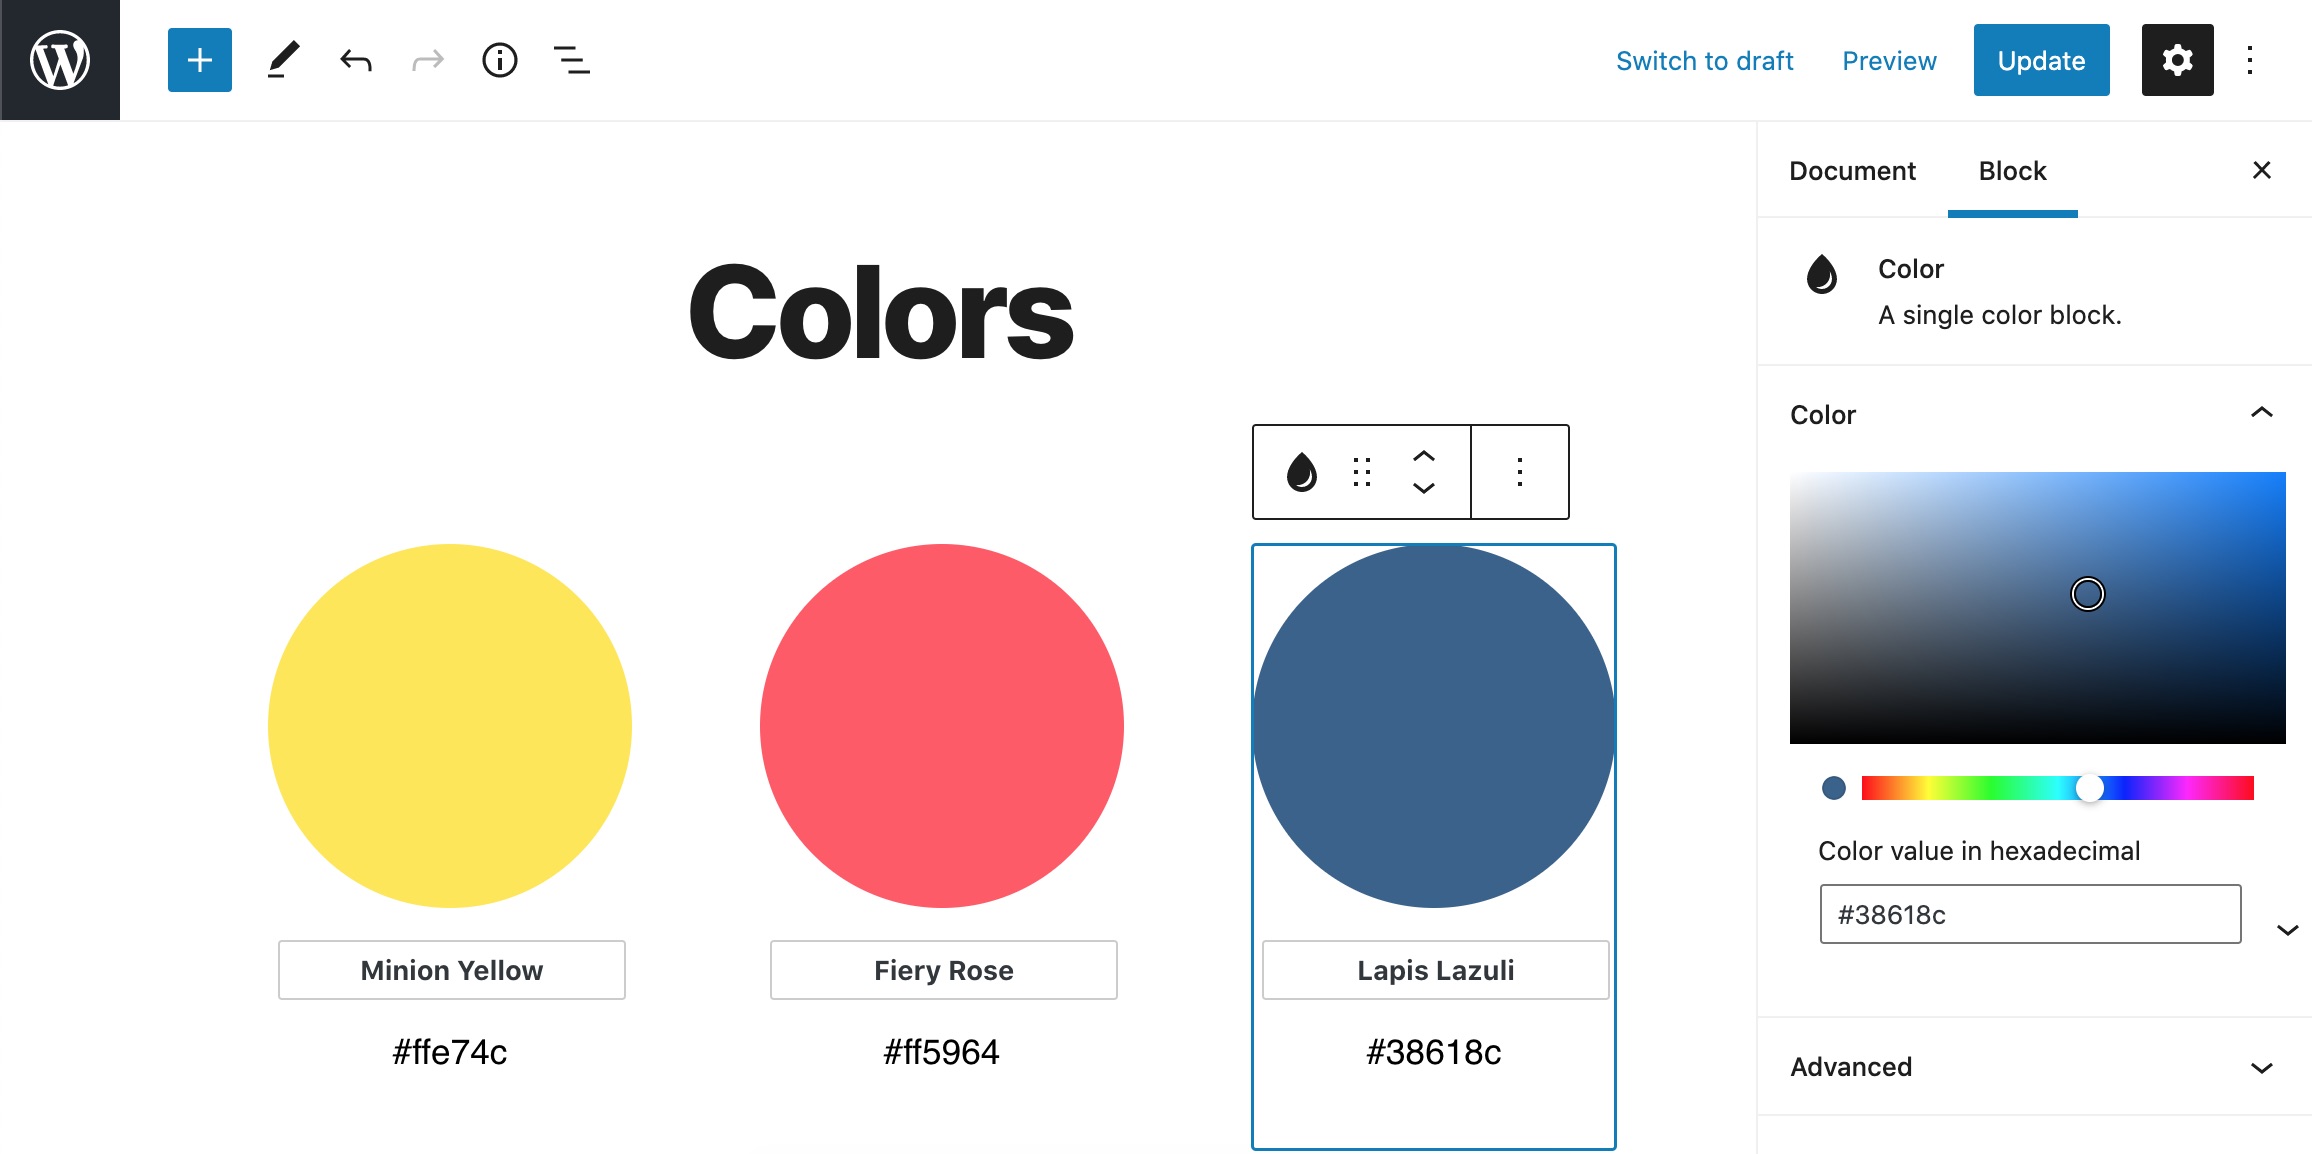 Switch to draft
Preview
Update
Document
Block
Color
A single color block.
Colors
Color
Color value in hexadecimal
#38618c
Minion Yellow
Fiery Rose
Lapis Lazuli
#ffe74c
#ff5964
#38618c
Advanced